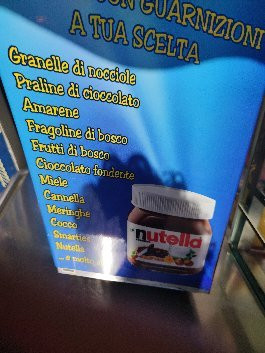 CON GUARNIZIONI
A TUA SCELTA
Granelle di nocciole
Praline di cioccolato
Amarene
Fragoline di bosco
Frutti di bosco
Cioccolato fondente
Miele
Cannella
Meringhe
Cocco
Smarties
Nutella
...e molto
nutella